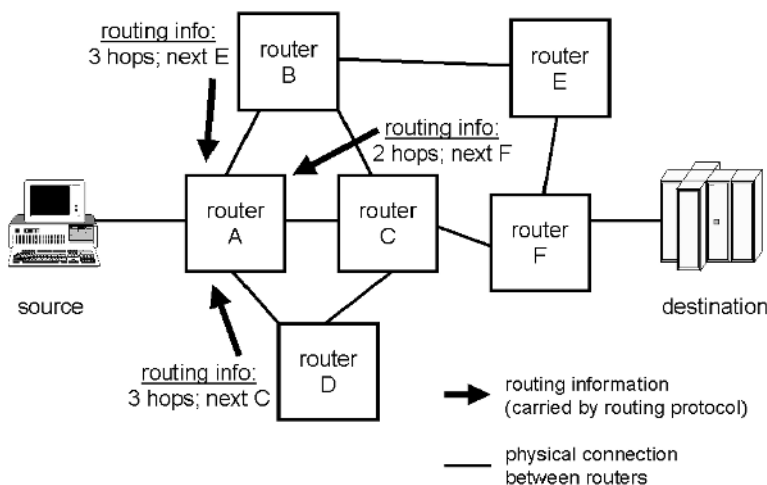 routing info:
3 hops; next E
router
B
router
E
routing info:
2 hops; next F
router
A
router
C
router
F
source
destination
routing info:
3 hops; next C
router
D
routing information
(carried by routing protocol)
physical connection
between routers